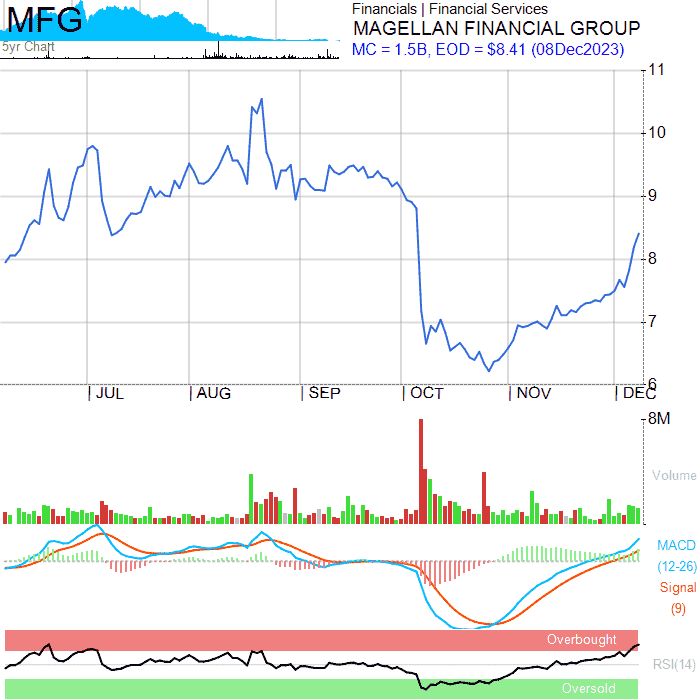 MFG
5yr Chart
Financials | Financial Services
MAGELLAN FINANCIAL GROUP
MC = 1.5B, EOD = $8.41 (08Dec2023)
11
10
9
8
7
6
JUL AUG SEP OCT NOV DEC
8M
Volume
MACD
(12-26)
Signal
(9)
Overbought
RSI(14)
Oversold